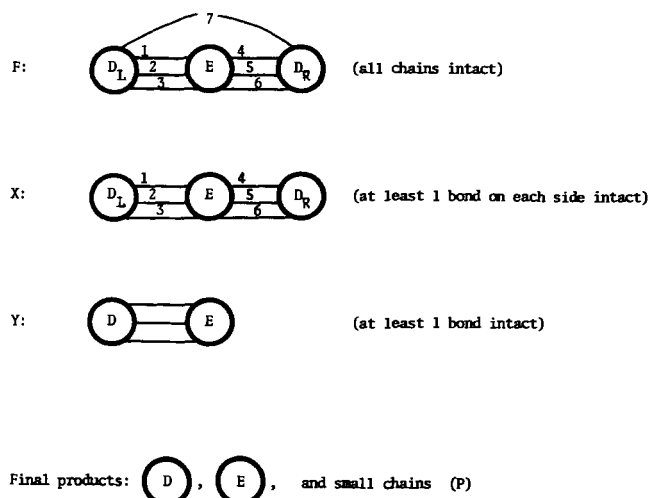 7
F: D_L 1 2 3 E 4 5 6 D_R (all chains intact)
X: D_L 1 2 3 E 4 5 6 D_R (at least 1 bond on each side intact)
Y: D E (at least 1 bond intact)
Final products: D , E , and small chains (P)